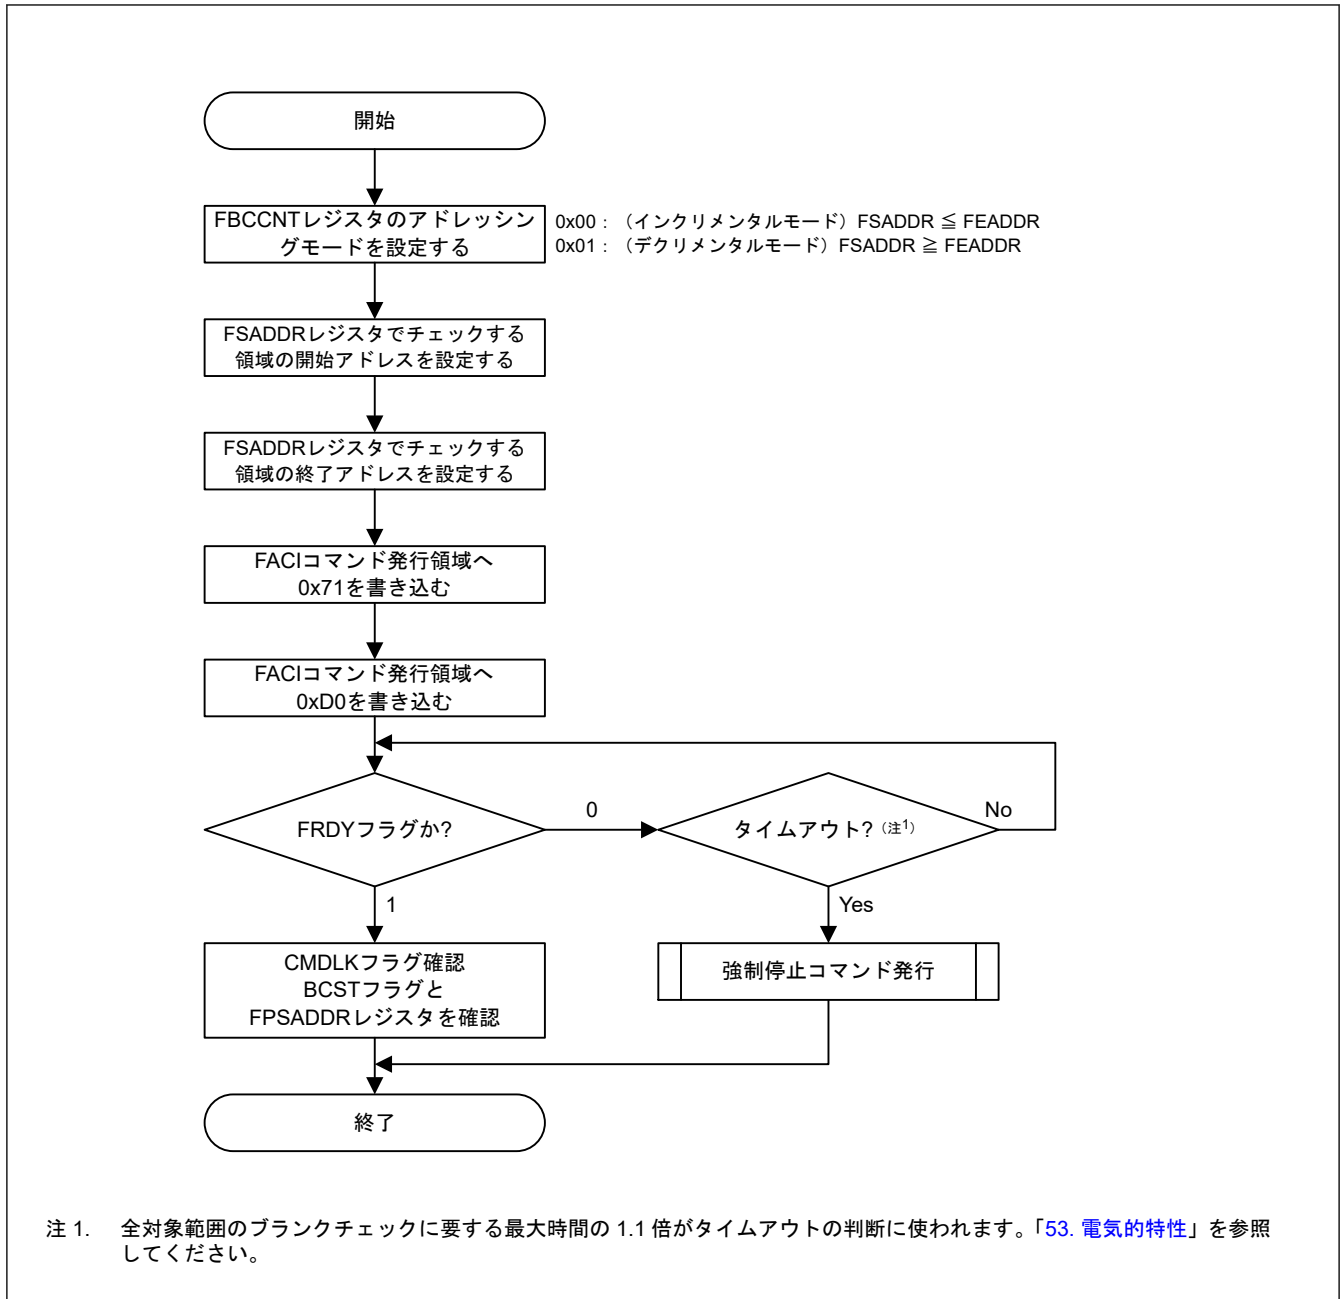 開始
FBCCNTレジスタのアドレッシン
グモードを設定する
0x00：（インクリメンタルモード）FSADDR ≦ FEADDR
0x01：（デクリメンタルモード）FSADDR ≧ FEADDR
FSADDRレジスタでチェックする
領域の開始アドレスを設定する
FSADDRレジスタでチェックする
領域の終了アドレスを設定する
FACIコマンド発行領域へ
0x71を書き込む
FACIコマンド発行領域へ
0xD0を書き込む
FRDYフラグか?
0
タイムアウト?（注1）
No
1
Yes
CMDLKフラグ確認
BCSTフラグと
FPSADDRレジスタを確認
強制停止コマンド発行
終了
注 1. 全対象範囲のブランクチェックに要する最大時間の 1.1 倍がタイムアウトの判断に使われます。「53. 電気的特性」を参照
してください。